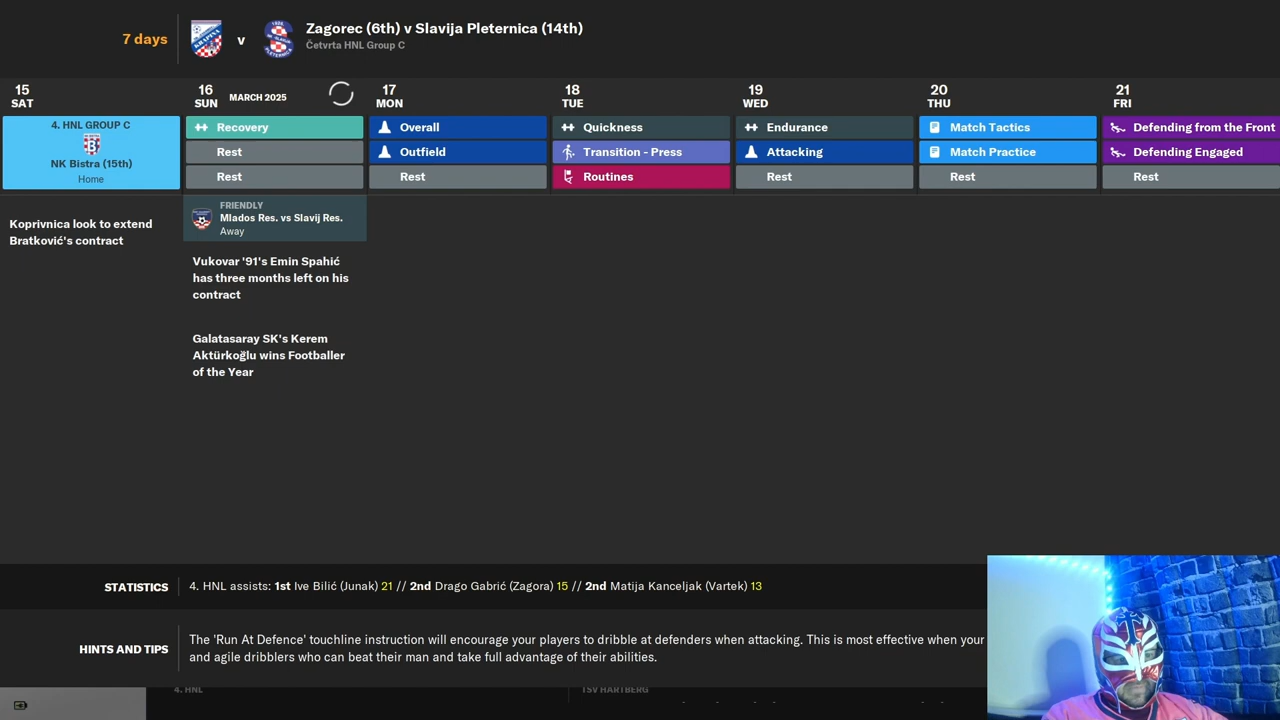 7 days
v
Zagorec (6th) v Slavija Pleternica (14th)
Četvrta HNL Group C
15
SAT
16
SUN
MARCH 2025
17
MON
18
TUE
19
WED
20
THU
21
FRI
4. HNL GROUP C
NK Bistra (15th)
Home
Recovery
Rest
Rest
Overall
Outfield
Rest
Quickness
Transition - Press
Routines
Endurance
Attacking
Rest
Match Tactics
Match Practice
Rest
Defending from the Front
Defending Engaged
Rest
Koprivnica look to extend
Bratković's contract
FRIENDLY
Mlados Res. vs Slavij Res.
Away
Vukovar '91's Emin Spahić
has three months left on his
contract
Galatasaray SK's Kerem
Aktürkoğlu wins Footballer
of the Year
STATISTICS
4. HNL assists: 1st Ive Bilić (Junak) 21 // 2nd Drago Gabrić (Zagora) 15 // 2nd Matija Kanceljak (Vartek) 13
HINTS AND TIPS
The 'Run At Defence' touchline instruction will encourage your players to dribble at defenders when attacking. This is most effective when your
and agile dribblers who can beat their man and take full advantage of their abilities.
4. HNL
TSV HARTBERG